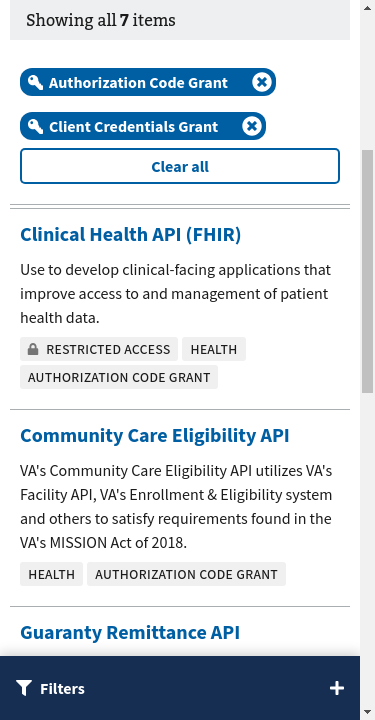 Showing all 7 items
Authorization Code Grant
Client Credentials Grant
Clear all
Clinical Health API (FHIR)
Use to develop clinical-facing applications that
improve access to and management of patient
health data.
RESTRICTED ACCESS HEALTH
AUTHORIZATION CODE GRANT
Community Care Eligibility API
VA's Community Care Eligibility API utilizes VA's
Facility API, VA's Enrollment & Eligibility system
and others to satisfy requirements found in the
VA's MISSION Act of 2018.
HEALTH AUTHORIZATION CODE GRANT
Guaranty Remittance API
Filters